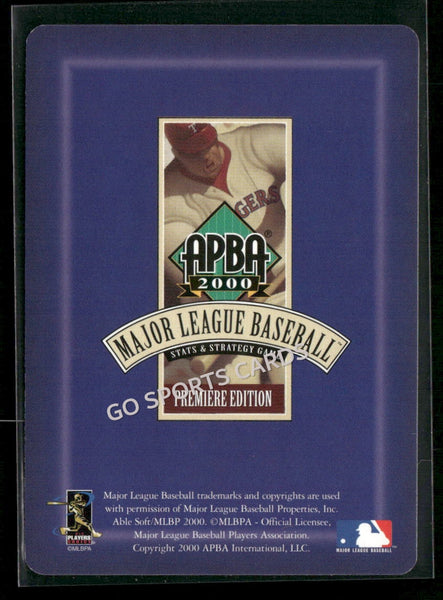 T
GERS
APBA®
2000
MAJOR LEAGUE BASEBALL™
STATS & STRATEGY GAME
GO SPORTS CARDS
PREMIERE EDITION
Major League Baseball trademarks and copyrights are used
with permission of Major League Baseball Properties, Inc.
Able Soft/MLBP 2000. ©MLBPA - Official Licensee,
Major League Baseball Players Association.
Copyright 2000 APBA International, LLC.
PLAYERS
CHOICE
©MLBPA
MAJOR LEAGUE BASEBALL